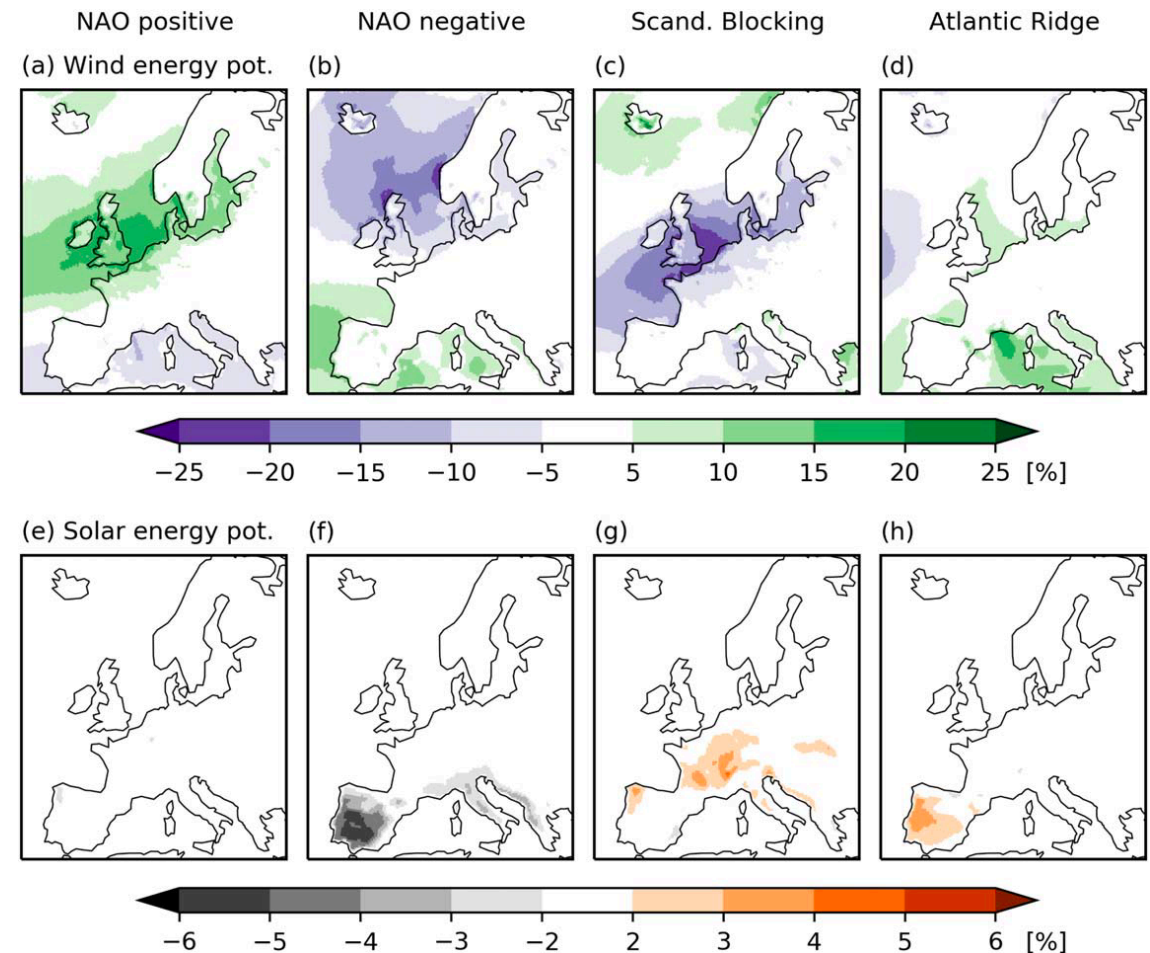 NAO positive NAO negative Scand. Blocking Atlantic Ridge
(a) Wind energy pot. (b) (c) (d)
−25 −20 −15 −10 −5 5 10 15 20 25 [%]
(e) Solar energy pot. (f) (g) (h)
−6 −5 −4 −3 −2 2 3 4 5 6 [%]